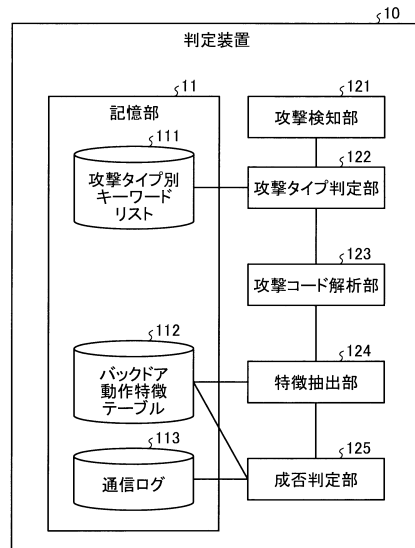 10
判定装置
11
記憶部
111
攻撃タイプ別
キーワード
リスト
112
バックドア
動作特徴
テーブル
113
通信ログ
121
攻撃検知部
122
攻撃タイプ判定部
123
攻撃コード解析部
124
特徴抽出部
125
成否判定部